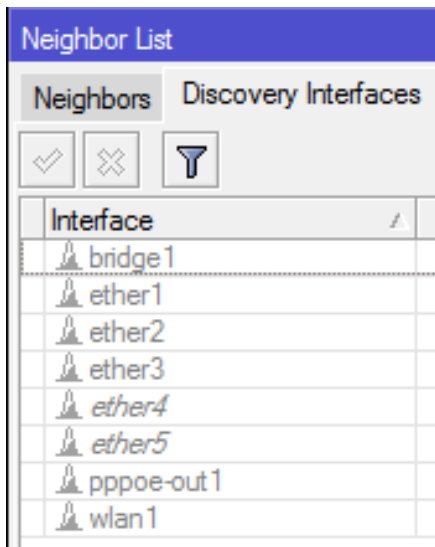 Neighbor List
Neighbors Discovery Interfaces
Interface
bridge1
ether1
ether2
ether3
ether4
ether5
pppoe-out1
wlan1